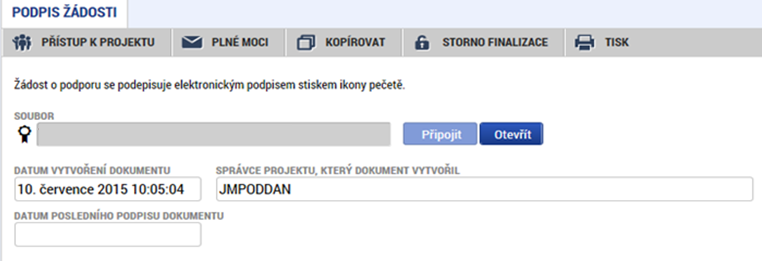 PODPIS ŽÁDOSTI
PŘÍSTUP K PROJEKTU PLNÉ MOCI KOPÍROVAT STORNO FINALIZACE TISK
Žádost o podporu se podepisuje elektronickým podpisem stiskem ikony pečetě.
SOUBOR
Připojit Otevřít
DATUM VYTVOŘENÍ DOKUMENTU SPRÁVCE PROJEKTU, KTERÝ DOKUMENT VYTVOŘIL
10. července 2015 10:05:04 JMPODDAN
DATUM POSLEDNÍHO PODPISU DOKUMENTU